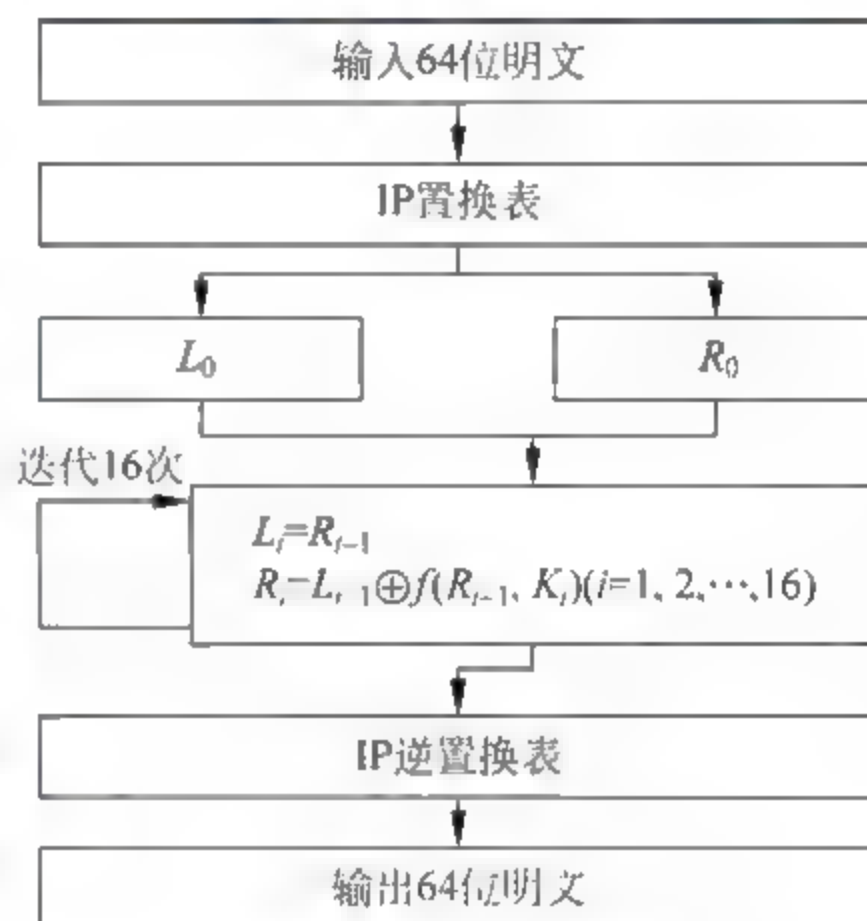 输入64位明文
IP置换表
L₀
R₀
迭代16次
Lᵢ=Rᵢ₋₁
Rᵢ=Lᵢ₋₁⊕f(Rᵢ₋₁, Kᵢ)(i=1, 2,…,16)
IP逆置换表
输出64位明文